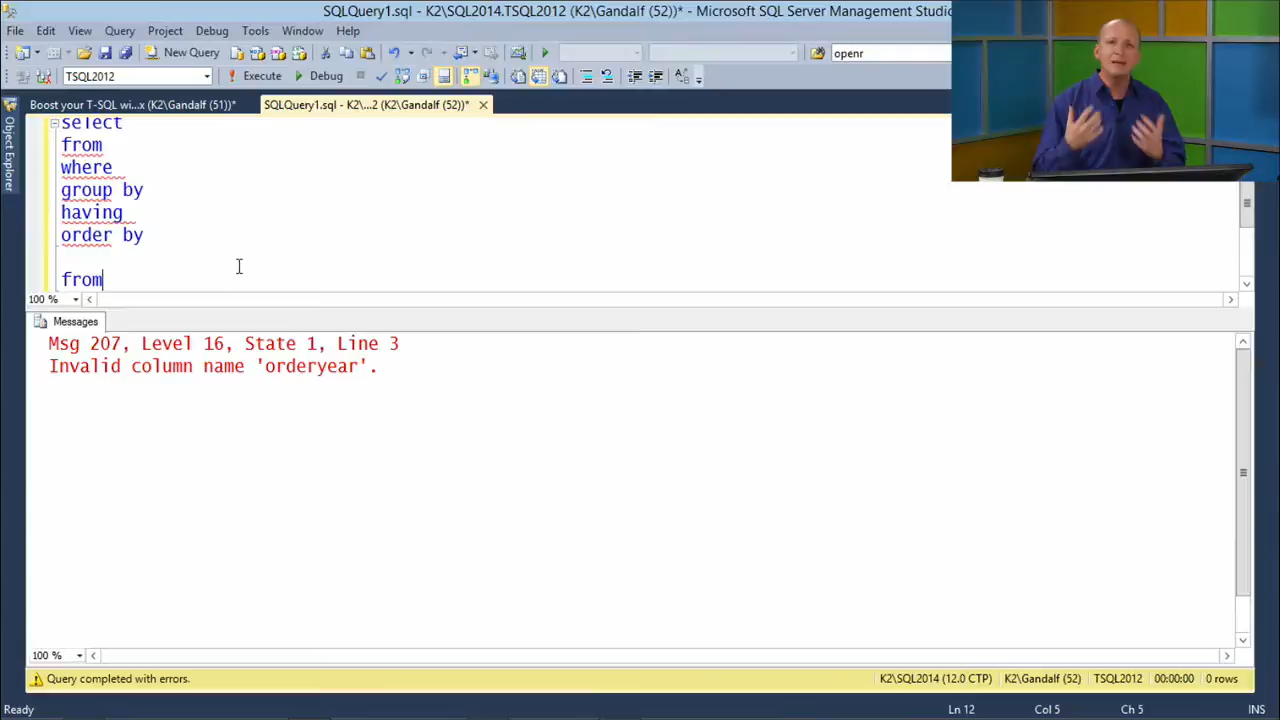 SQLQuery1.sql - K2\SQL2014.TSQL2012 (K2\Gandalf (52))* - Microsoft SQL Server Management Studio
File Edit View Query Project Debug Tools Window Help
New Query openr
TSQL2012 Execute Debug
Boost your T-SQL wi...x (K2\Gandalf (51))* SQLQuery1.sql - K2\...2 (K2\Gandalf (52))*
Object Explorer
select
from
where
group by
having
order by
from
100 %
Messages
Msg 207, Level 16, State 1, Line 3
Invalid column name 'orderyear'.
100 %
Query completed with errors. K2\SQL2014 (12.0 CTP) K2\Gandalf (52) TSQL2012 00:00:00 0 rows
Ready Ln 12 Col 5 Ch 5 INS